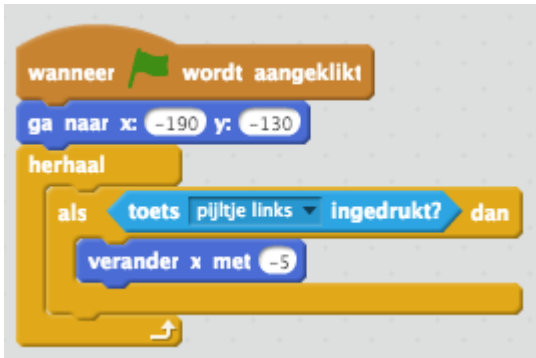 wanneer wordt aangeklikt
ga naar x: -190 y: -130
herhaal
als toets pijltje links ingedrukt? dan
verander x met -5